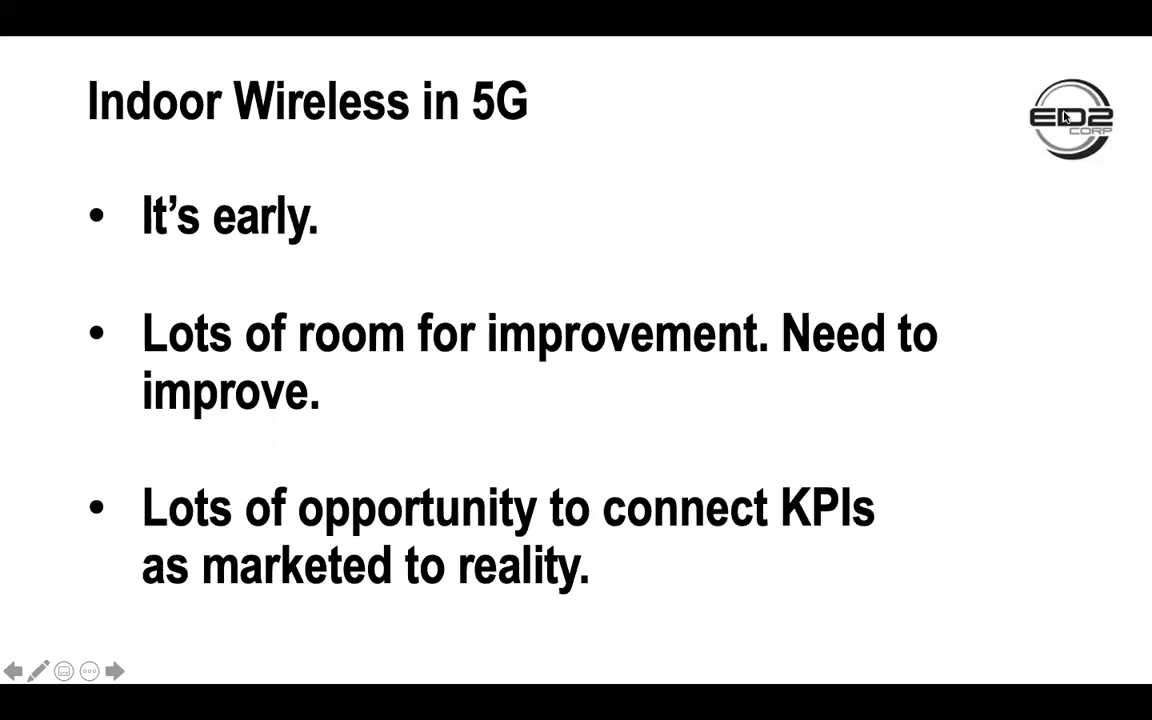 Indoor Wireless in 5G
ED2
CORP
• It’s early.
• Lots of room for improvement. Need to
improve.
• Lots of opportunity to connect KPIs
as marketed to reality.